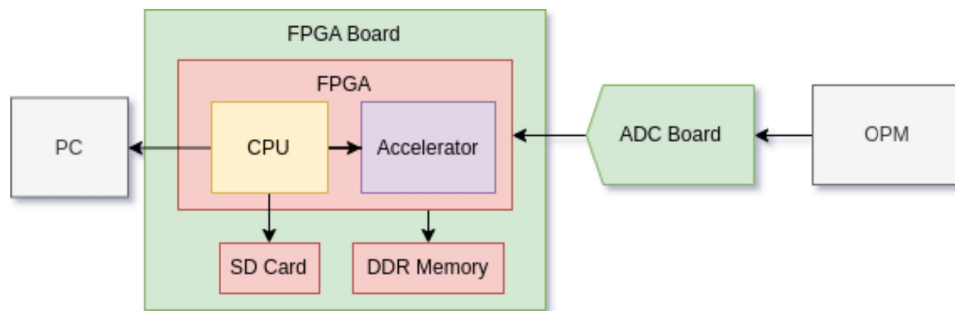 FPGA Board
FPGA
PC
CPU
Accelerator
ADC Board
OPM
SD Card
DDR Memory